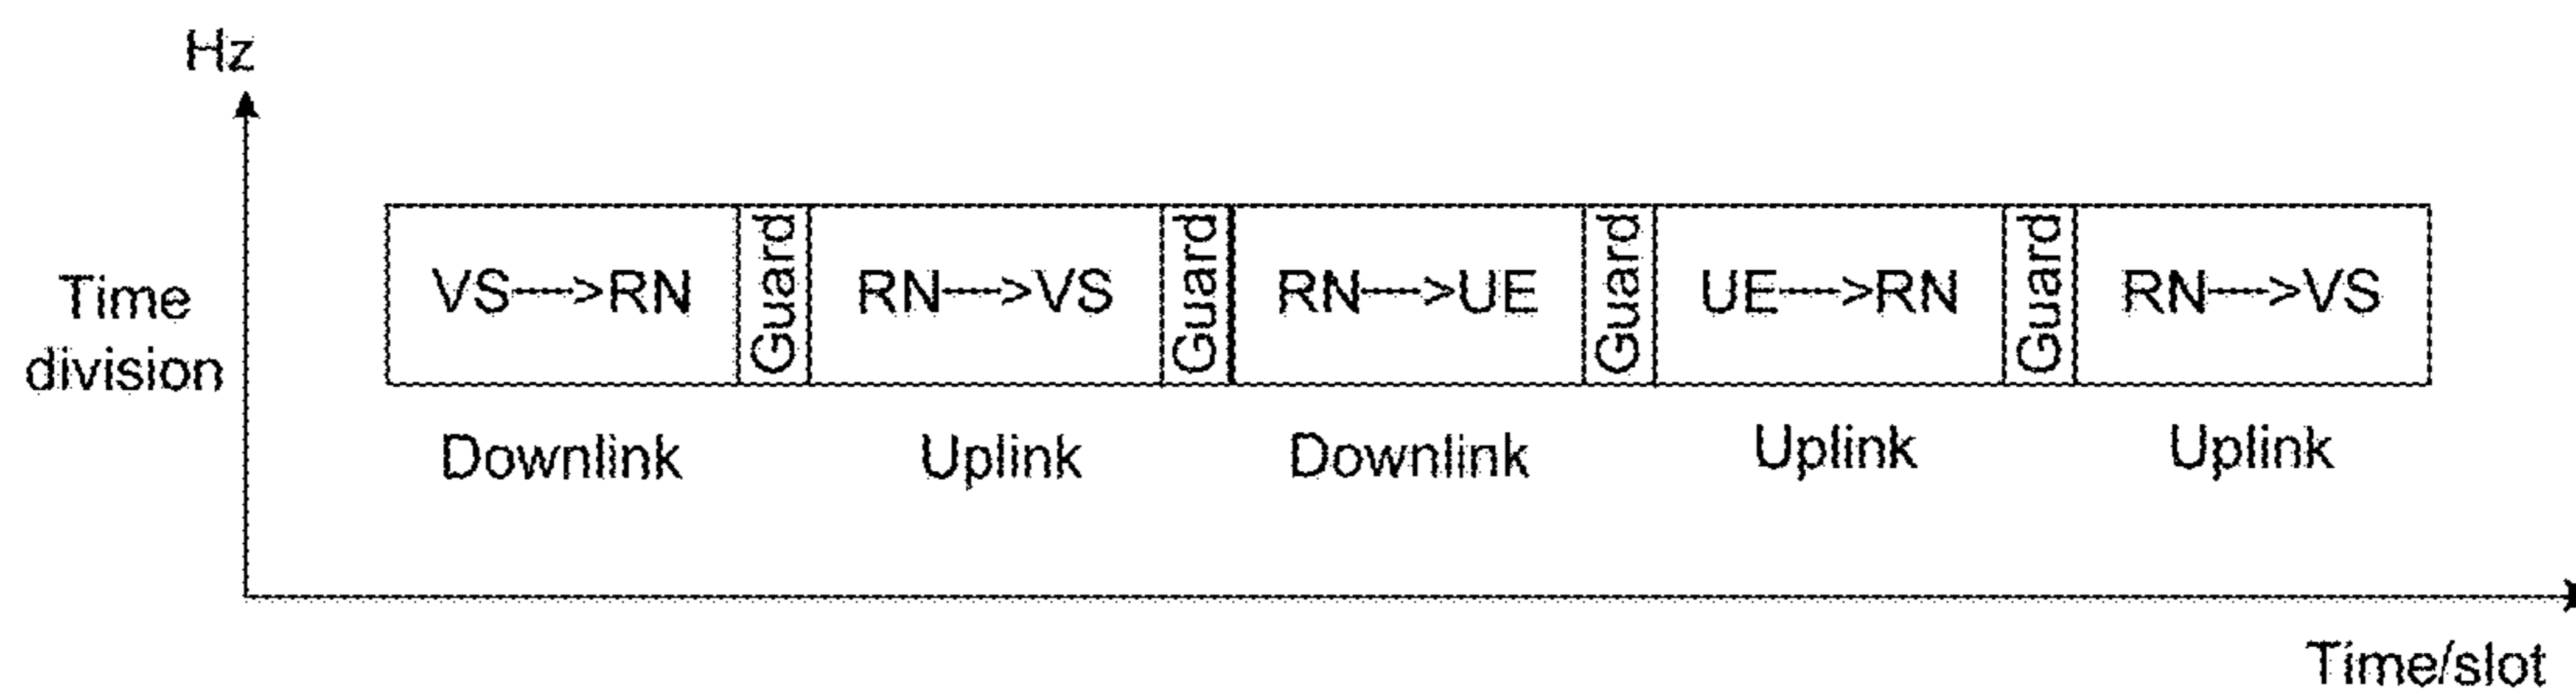 Hz
Time
division
VS---->RN
Guard
RN---->VS
Guard
RN---->UE
Guard
UE---->RN
Guard
RN---->VS
Downlink
Uplink
Downlink
Uplink
Uplink
Time/slot